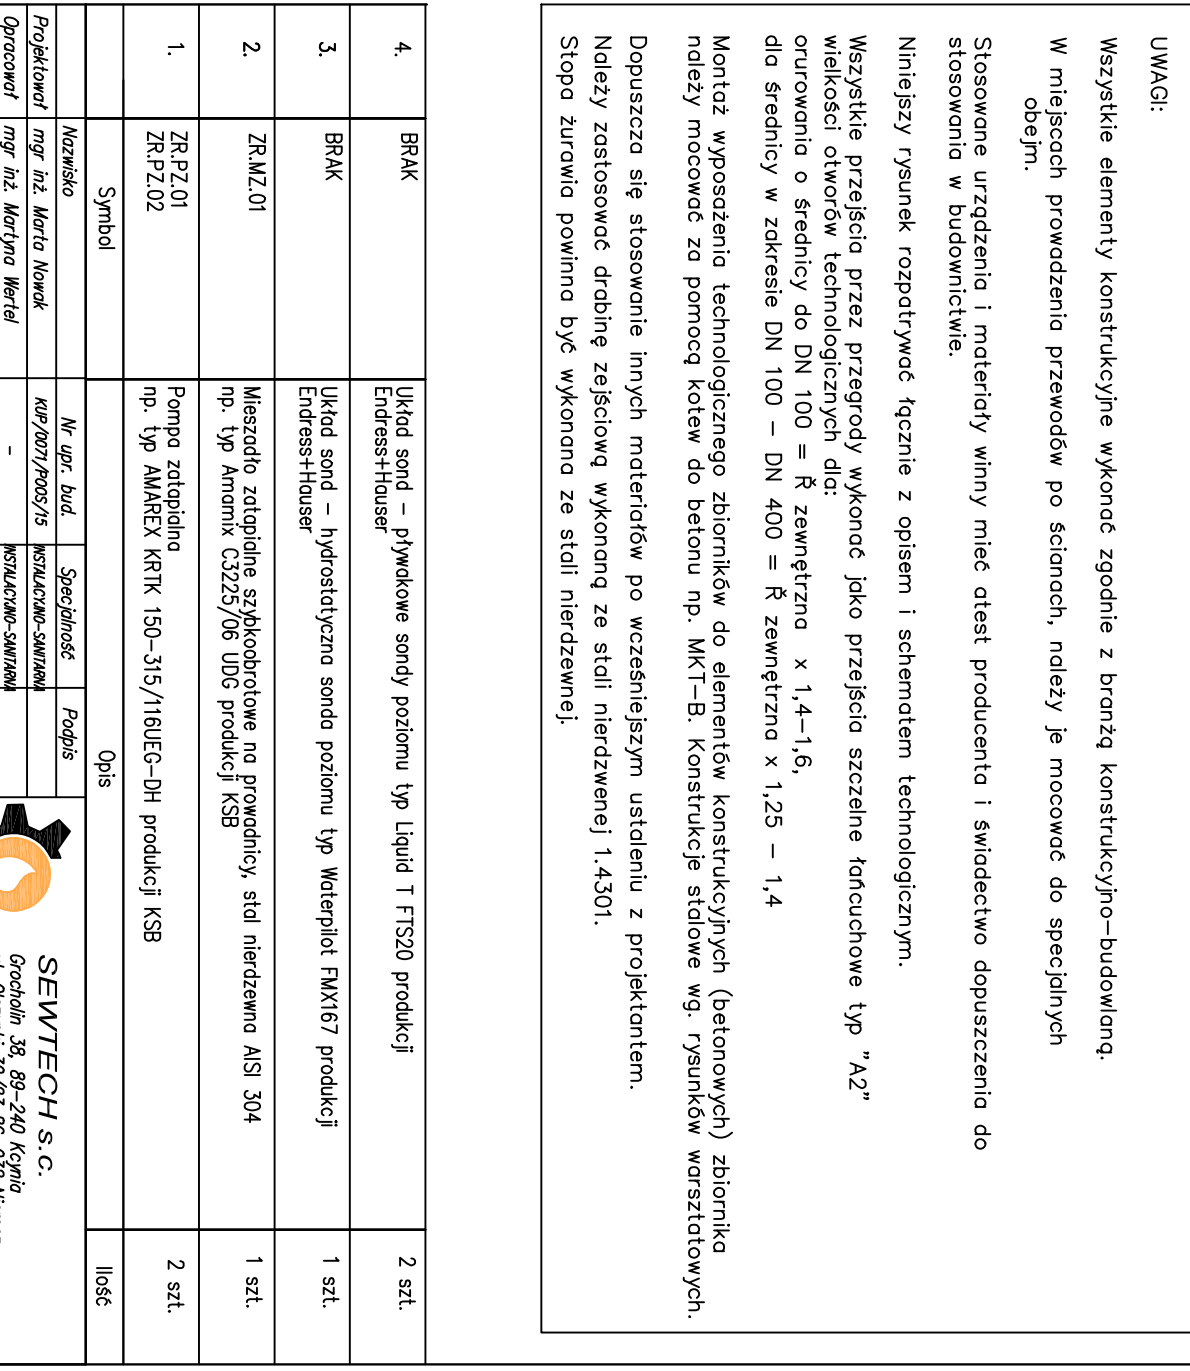 UWAGI:
Wszystkie elementy konstrukcyjne wykonać zgodnie z branżą konstrukcyjno-budowlaną.
W miejscach prowadzenia przewodów po ścianach, należy je mocować do specjalnych
obejm.
Stosowane urządzenia i materiały winny mieć atest producenta i świadectwo dopuszczenia do
stosowania w budownictwie.
Niniejszy rysunek rozpatrywać łącznie z opisem i schematem technologicznym.
Wszystkie przejścia przez przegrody wykonać jako przejścia szczelne łańcuchowe typ "A2"
wielkości otworów technologicznych dla:
orurowania o średnicy do DN 100 = Ř zewnętrzna x 1,4-1,6,
dla średnicy w zakresie DN 100 - DN 400 = Ř zewnętrzna x 1,25 - 1,4
Montaż wyposażenia technologicznego zbiorników do elementów konstrukcyjnych (betonowych) zbiornika
należy mocować za pomocą kotew do betonu np. MKT-B. Konstrukcje stalowe wg. rysunków warsztatowych.
Dopuszcza się stosowanie innych materiałów po wcześniejszym ustaleniu z projektantem.
Należy zastosować drabinę zejściową wykonaną ze stali nierdzwenej 1.4301.
Stopa żurawia powinna być wykonana ze stali nierdzewnej.
4. BRAK Układ sond - pływakowe sondy poziomu typ Liquid T FTS20 produkcji 2 szt.
Endress+Hauser
3. BRAK Układ sond - hydrostatyczna sonda poziomu typ Waterpilot FMX167 produkcji 1 szt.
Endress+Hauser
2. ZR.MZ.01 Mieszadło zatapialne szybkoobrotowe na prowadnicy, stal nierdzewna AISI 304 1 szt.
np. typ Amamix C3225/06 UDG produkcji KSB
1. ZR.PZ.01 Pompa zatapialna 2 szt.
ZR.PZ.02 np. typ AMAREX KRTK 150-315/116UEG-DH produkcji KSB
Symbol Opis Ilość
Nazwisko Nr upr. bud. Specjalność Podpis
Projektował mgr inż. Marta Nowak KUP/0071/POOS/15 INSTALACYJNO-SANITARNA
Opracował mgr inż. Martyna Wertel - INSTALACYJNO-SANITARNA
SEWTECH s.c.
Grocholin 38, 89-240 Kcynia